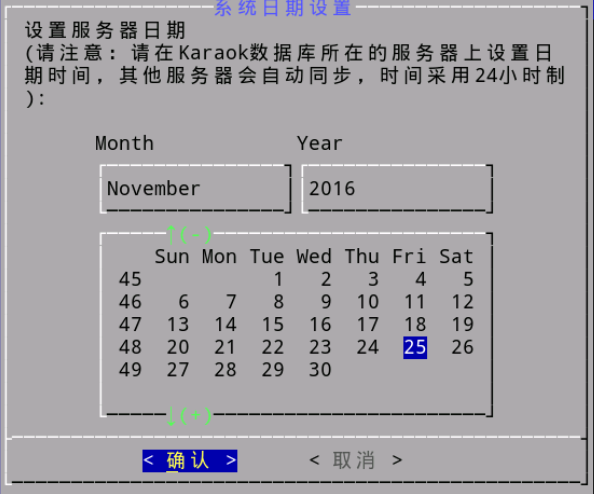 系统日期设置
设置服务器日期
(请注意: 请在Karaok数据库所在的服务器上设置日
期时间, 其他服务器会自动同步, 时间采用24小时制
):
Month Year
November 2016
↑(-)
Sun Mon Tue Wed Thu Fri Sat
45 1 2 3 4 5
46 6 7 8 9 10 11 12
47 13 14 15 16 17 18 19
48 20 21 22 23 24 25 26
49 27 28 29 30
↓(+)
< 确认 > < 取消 >